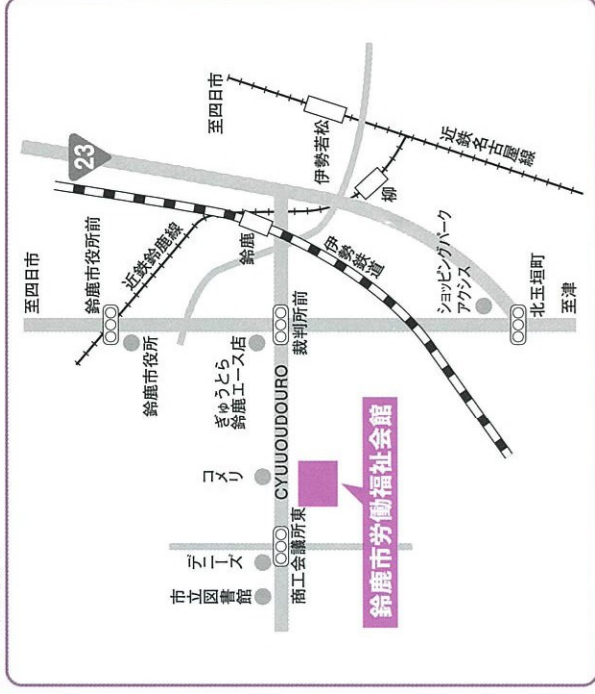 至四日市
鈴鹿市役所前
近鉄鈴鹿線
23
至四日市
鈴鹿市役所
鈴鹿
伊勢若松
ぎゅうとら
鈴鹿エース店
裁判所前
伊勢鉄道
柳
近鉄名古屋線
市立図書館
デニーズ
コメリ
CYUUOUDOURO
商工会議所東
鈴鹿市労働福祉会館
ショッピングパーク
アクシス
北玉垣町
至津